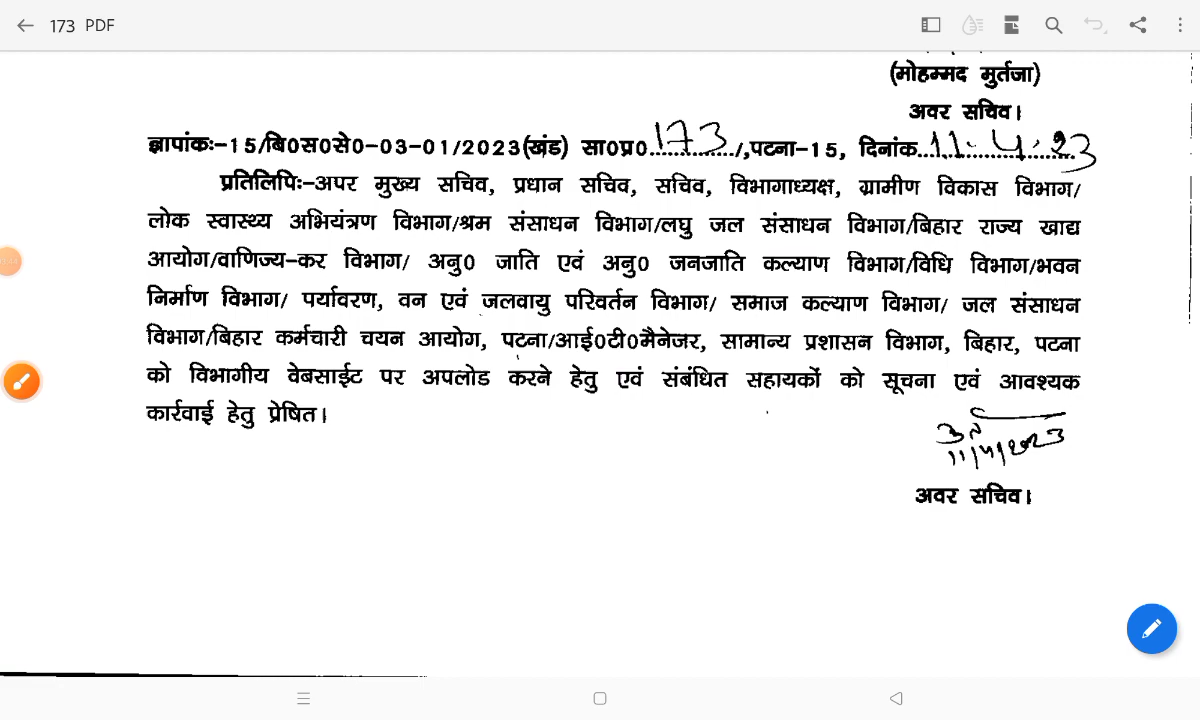 173 PDF
(मोहम्मद मुर्तजा)
अवर सचिव।
ज्ञापांकः-15/बि0स0से0-03-01/2023(खंड) सा0प्र0..173../,पटना-15, दिनांक..11.4.23
प्रतिलिपिः-अपर मुख्य सचिव, प्रधान सचिव, सचिव, विभागाध्यक्ष, ग्रामीण विकास विभाग/
लोक स्वास्थ्य अभियंत्रण विभाग/श्रम संसाधन विभाग/लघु जल संसाधन विभाग/बिहार राज्य खाद्य
आयोग/वाणिज्य-कर विभाग/ अनु0 जाति एवं अनु0 जनजाति कल्याण विभाग/विधि विभाग/भवन
निर्माण विभाग/ पर्यावरण, वन एवं जलवायु परिवर्तन विभाग/ समाज कल्याण विभाग/ जल संसाधन
विभाग/बिहार कर्मचारी चयन आयोग, पटना/आई0टी0मैनेजर, सामान्य प्रशासन विभाग, बिहार, पटना
को विभागीय वेबसाईट पर अपलोड करने हेतु एवं संबंधित सहायकों को सूचना एवं आवश्यक
कार्रवाई हेतु प्रेषित।
11/4/2023
अवर सचिव।